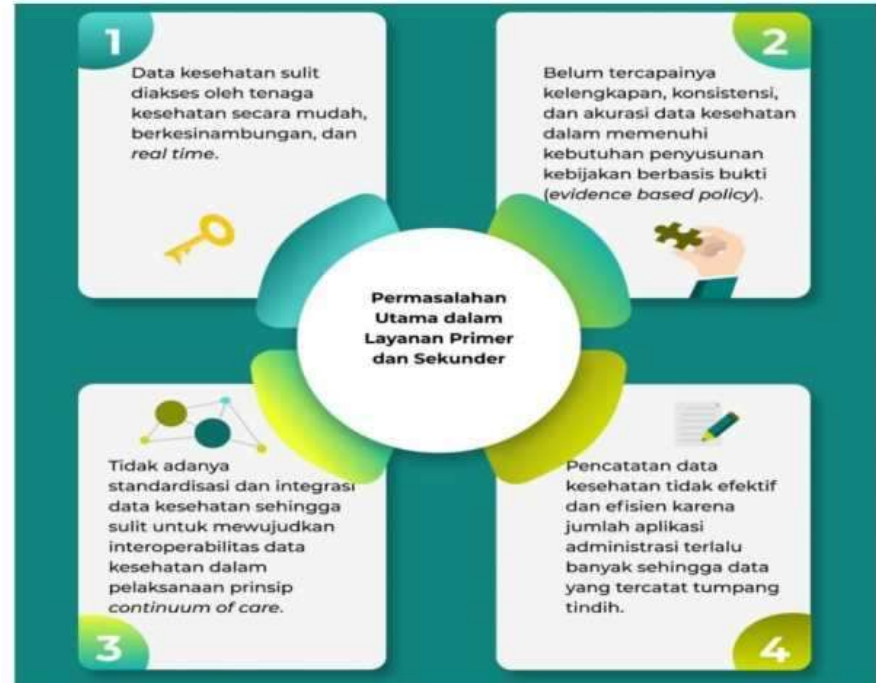 1
Data kesehatan sulit
diakses oleh tenaga
kesehatan secara mudah,
berkesinambungan, dan
real time.
2
Belum tercapainya
kelengkapan, konsistensi,
dan akurasi data kesehatan
dalam memenuhi
kebutuhan penyusunan
kebijakan berbasis bukti
(evidence based policy).
Permasalahan
Utama dalam
Layanan Primer
dan Sekunder
Tidak adanya
standardisasi dan integrasi
data kesehatan sehingga
sulit untuk mewujudkan
interoperabilitas data
kesehatan dalam
pelaksanaan prinsip
continuum of care.
3
Pencatatan data
kesehatan tidak efektif
dan efisien karena
jumlah aplikasi
administrasi terlalu
banyak sehingga data
yang tercatat tumpang
tindih.
4